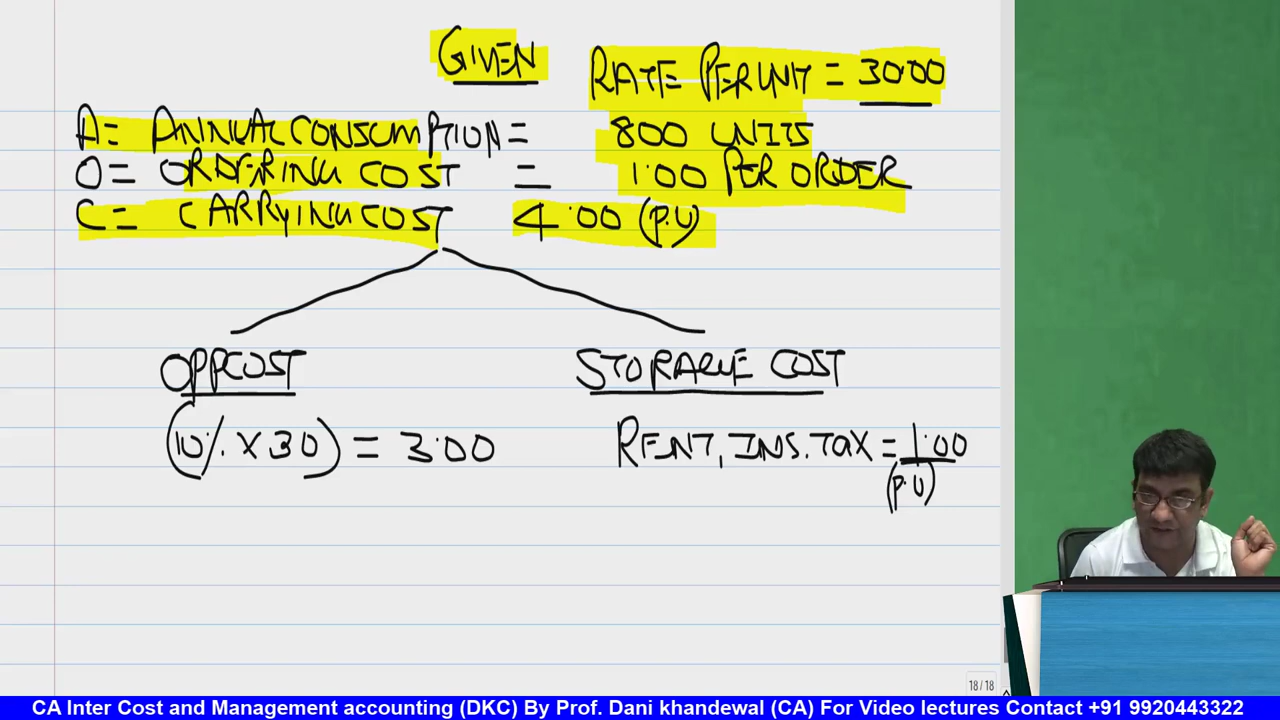 GIVEN
RATE PER UNIT = 30.00
A = ANNUAL CONSUMPTION = 800 UNITS
O = ORDERING COST = 1.00 PER ORDER
C = CARRYING COST 4.00 (P.U)
OPPCOST STORAGE COST
(10% X 30) = 3.00 RENT, INS. TAX = 1.00
(P.U)
18 / 18
CA Inter Cost and Management accounting (DKC) By Prof. Dani khandewal (CA) For Video lectures Contact +91 9920443322